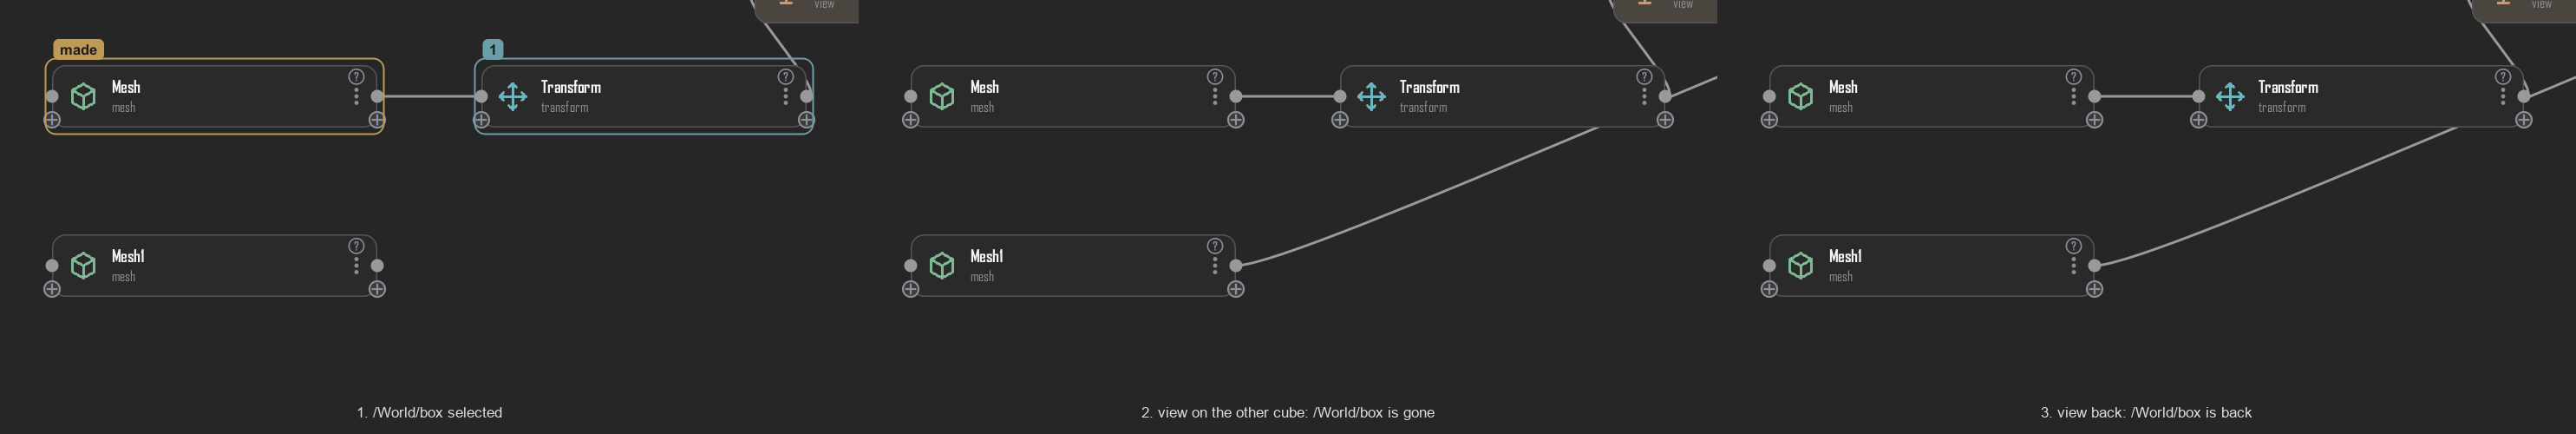 view
made
Mesh
mesh
1
Transform
transform
Mesh1
mesh
1. /World/box selected
view
Mesh
mesh
Transform
transform
Mesh1
mesh
2. view on the other cube: /World/box is gone
view
Mesh
mesh
Transform
transform
Mesh1
mesh
3. view back: /World/box is back